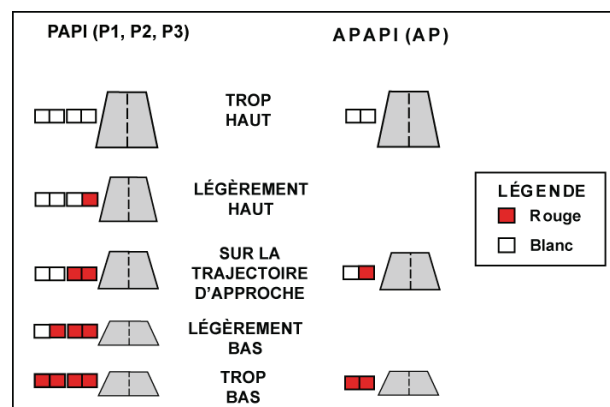 PAPI (P1, P2, P3)
APAPI (AP)
TROP
HAUT
LÉGÈREMENT
HAUT
SUR LA
TRAJECTOIRE
D'APPROCHE
LÉGÈREMENT
BAS
TROP
BAS
LÉGENDE
Rouge
Blanc